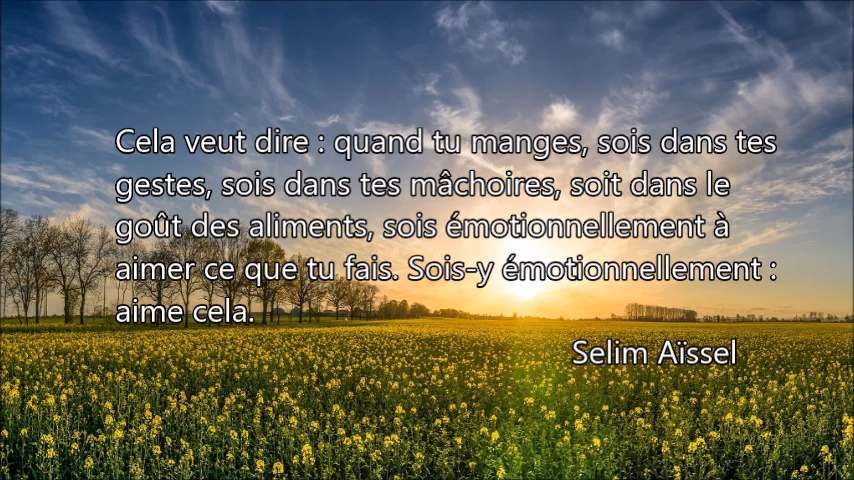 Cela veut dire : quand tu manges, sois dans tes
gestes, sois dans tes mâchoires, soit dans le
goût des aliments, sois émotionnellement à
aimer ce que tu fais. Sois-y émotionnellement :
aime cela.
Selim Aïssel